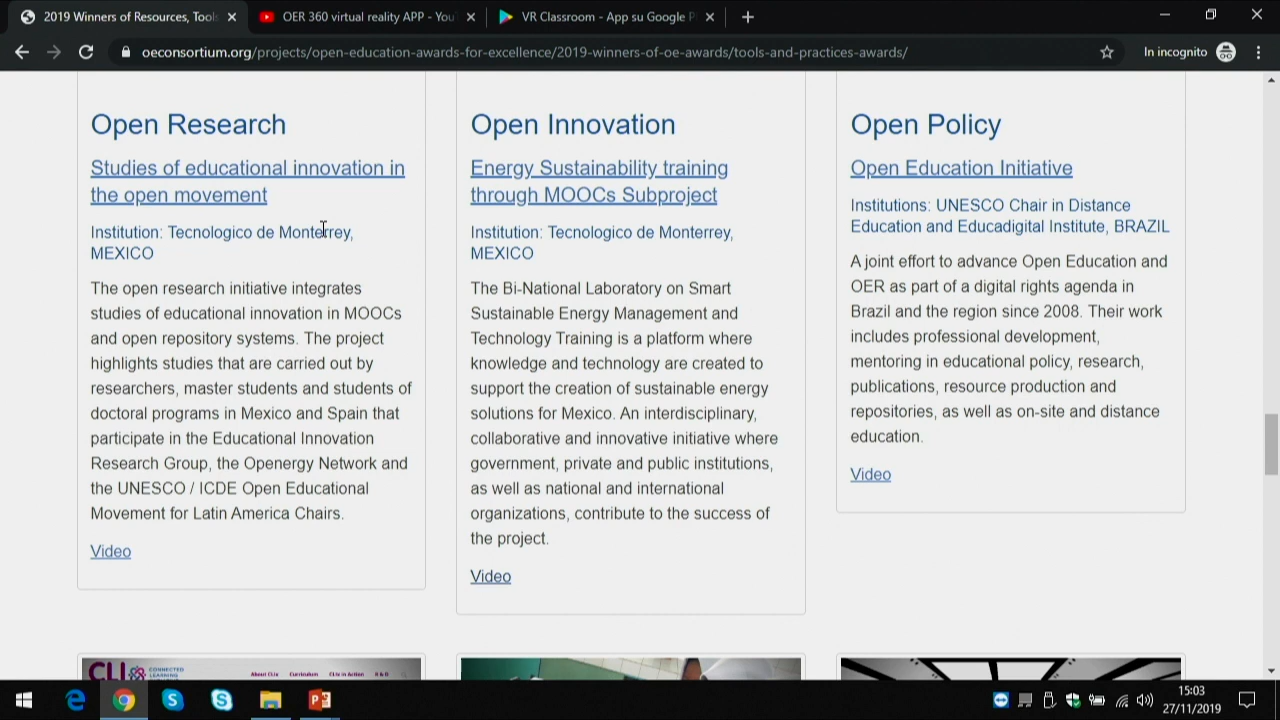 2019 Winners of Resources, Tools
OER 360 virtual reality APP - You
VR Classroom - App su Google P
oeconsortium.org/projects/open-education-awards-for-excellence/2019-winners-of-oe-awards/tools-and-practices-awards/
In incognito
Open Research
Studies of educational innovation in
the open movement
Institution: Tecnologico de Monterrey,
MEXICO
The open research initiative integrates
studies of educational innovation in MOOCs
and open repository systems. The project
highlights studies that are carried out by
researchers, master students and students of
doctoral programs in Mexico and Spain that
participate in the Educational Innovation
Research Group, the Openergy Network and
the UNESCO / ICDE Open Educational
Movement for Latin America Chairs.
Video
Open Innovation
Energy Sustainability training
through MOOCs Subproject
Institution: Tecnologico de Monterrey,
MEXICO
The Bi-National Laboratory on Smart
Sustainable Energy Management and
Technology Training is a platform where
knowledge and technology are created to
support the creation of sustainable energy
solutions for Mexico. An interdisciplinary,
collaborative and innovative initiative where
government, private and public institutions,
as well as national and international
organizations, contribute to the success of
the project.
Video
Open Policy
Open Education Initiative
Institutions: UNESCO Chair in Distance
Education and Educadigital Institute, BRAZIL
A joint effort to advance Open Education and
OER as part of a digital rights agenda in
Brazil and the region since 2008. Their work
includes professional development,
mentoring in educational policy, research,
publications, resource production and
repositories, as well as on-site and distance
education.
Video
CLIx CONNECTED
LEARNING
About CLIx Curriculum CLIx in Action R & D
15:03
27/11/2019